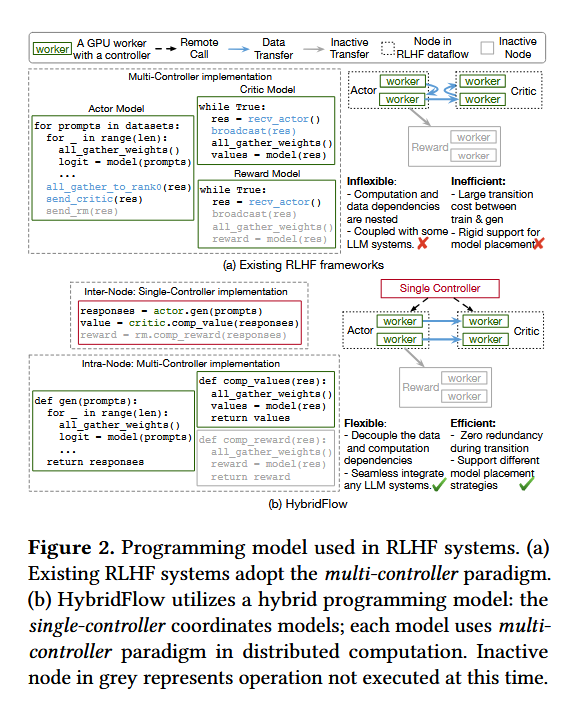 worker A GPU worker with a controller Remote Call Data Transfer Inactive Transfer Node in RLHF dataflow Inactive Node
Multi-Controller implementation
Actor Model
for prompts in datasets:
for _ in range(len):
all_gather_weights()
logit = model(prompts)
...
all_gather_to_rank0(res)
send_critic(res)
send_rm(res)
Critic Model
while True:
res = recv_actor()
broadcast(res)
all_gather_weights()
values = model(res)
Reward Model
while True:
res = recv_actor()
broadcast(res)
all_gather_weights()
reward = model(res)
Actor
worker
worker
worker
worker
Critic
Reward
worker
worker
Inflexible:
- Computation and
data dependencies
are nested
- Coupled with some
LLM systems.
Inefficient:
- Large transition
cost between
train & gen
- Rigid support for
model placement
(a) Existing RLHF frameworks
Inter-Node: Single-Controller implementation
responses = actor.gen(prompts)
value = critic.comp_value(responses)
reward = rm.comp_reward(responses)
Intra-Node: Multi-Controller implementation
def gen(prompts):
for _ in range(len):
all_gather_weights()
logit = model(prompts)
...
return responses
def comp_values(res):
all_gather_weights()
values = model(res)
return values
def comp_reward(res):
all_gather_weights()
reward = model(res)
return reward
Single Controller
Actor
worker
worker
worker
worker
Critic
Reward
worker
worker
Flexible:
- Decouple the data
and computation
dependencies
- Seamless integrate
any LLM systems.
Efficient:
- Zero redundancy
during transition
- Support different
model placement
strategies
(b) HybridFlow
Figure 2. Programming model used in RLHF systems. (a)
Existing RLHF systems adopt the multi-controller paradigm.
(b) HybridFlow utilizes a hybrid programming model: the
single-controller coordinates models; each model uses multi-
controller paradigm in distributed computation. Inactive
node in grey represents operation not executed at this time.